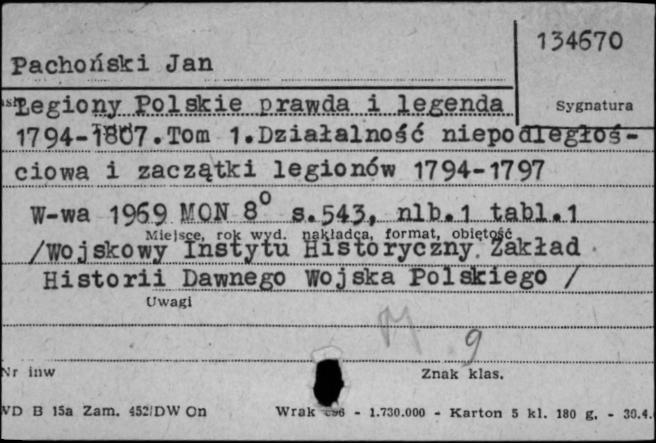 134670
Pachoński Jan
Sygnatura
Legiony Polskie prawda i legenda
1794-1807.Tom 1.Działalność niepodległoś-
ciowa i zaczątki legionów 1794-1797
W-wa 1969 MON 8° s.543, nlb.1 tabl.1
Miejsce, rok wyd. nakładca, format, obiętość
/Wojskowy Instytu Historyczny Zakład
Historii Dawnego Wojska Polskiego /
Uwagi
M 9
Nr inw
Znak klas.
WD B 15a Zam. 452/DW On Wrak - 1.730.000 - Karton 5 kl. 180 g. - 30.4.